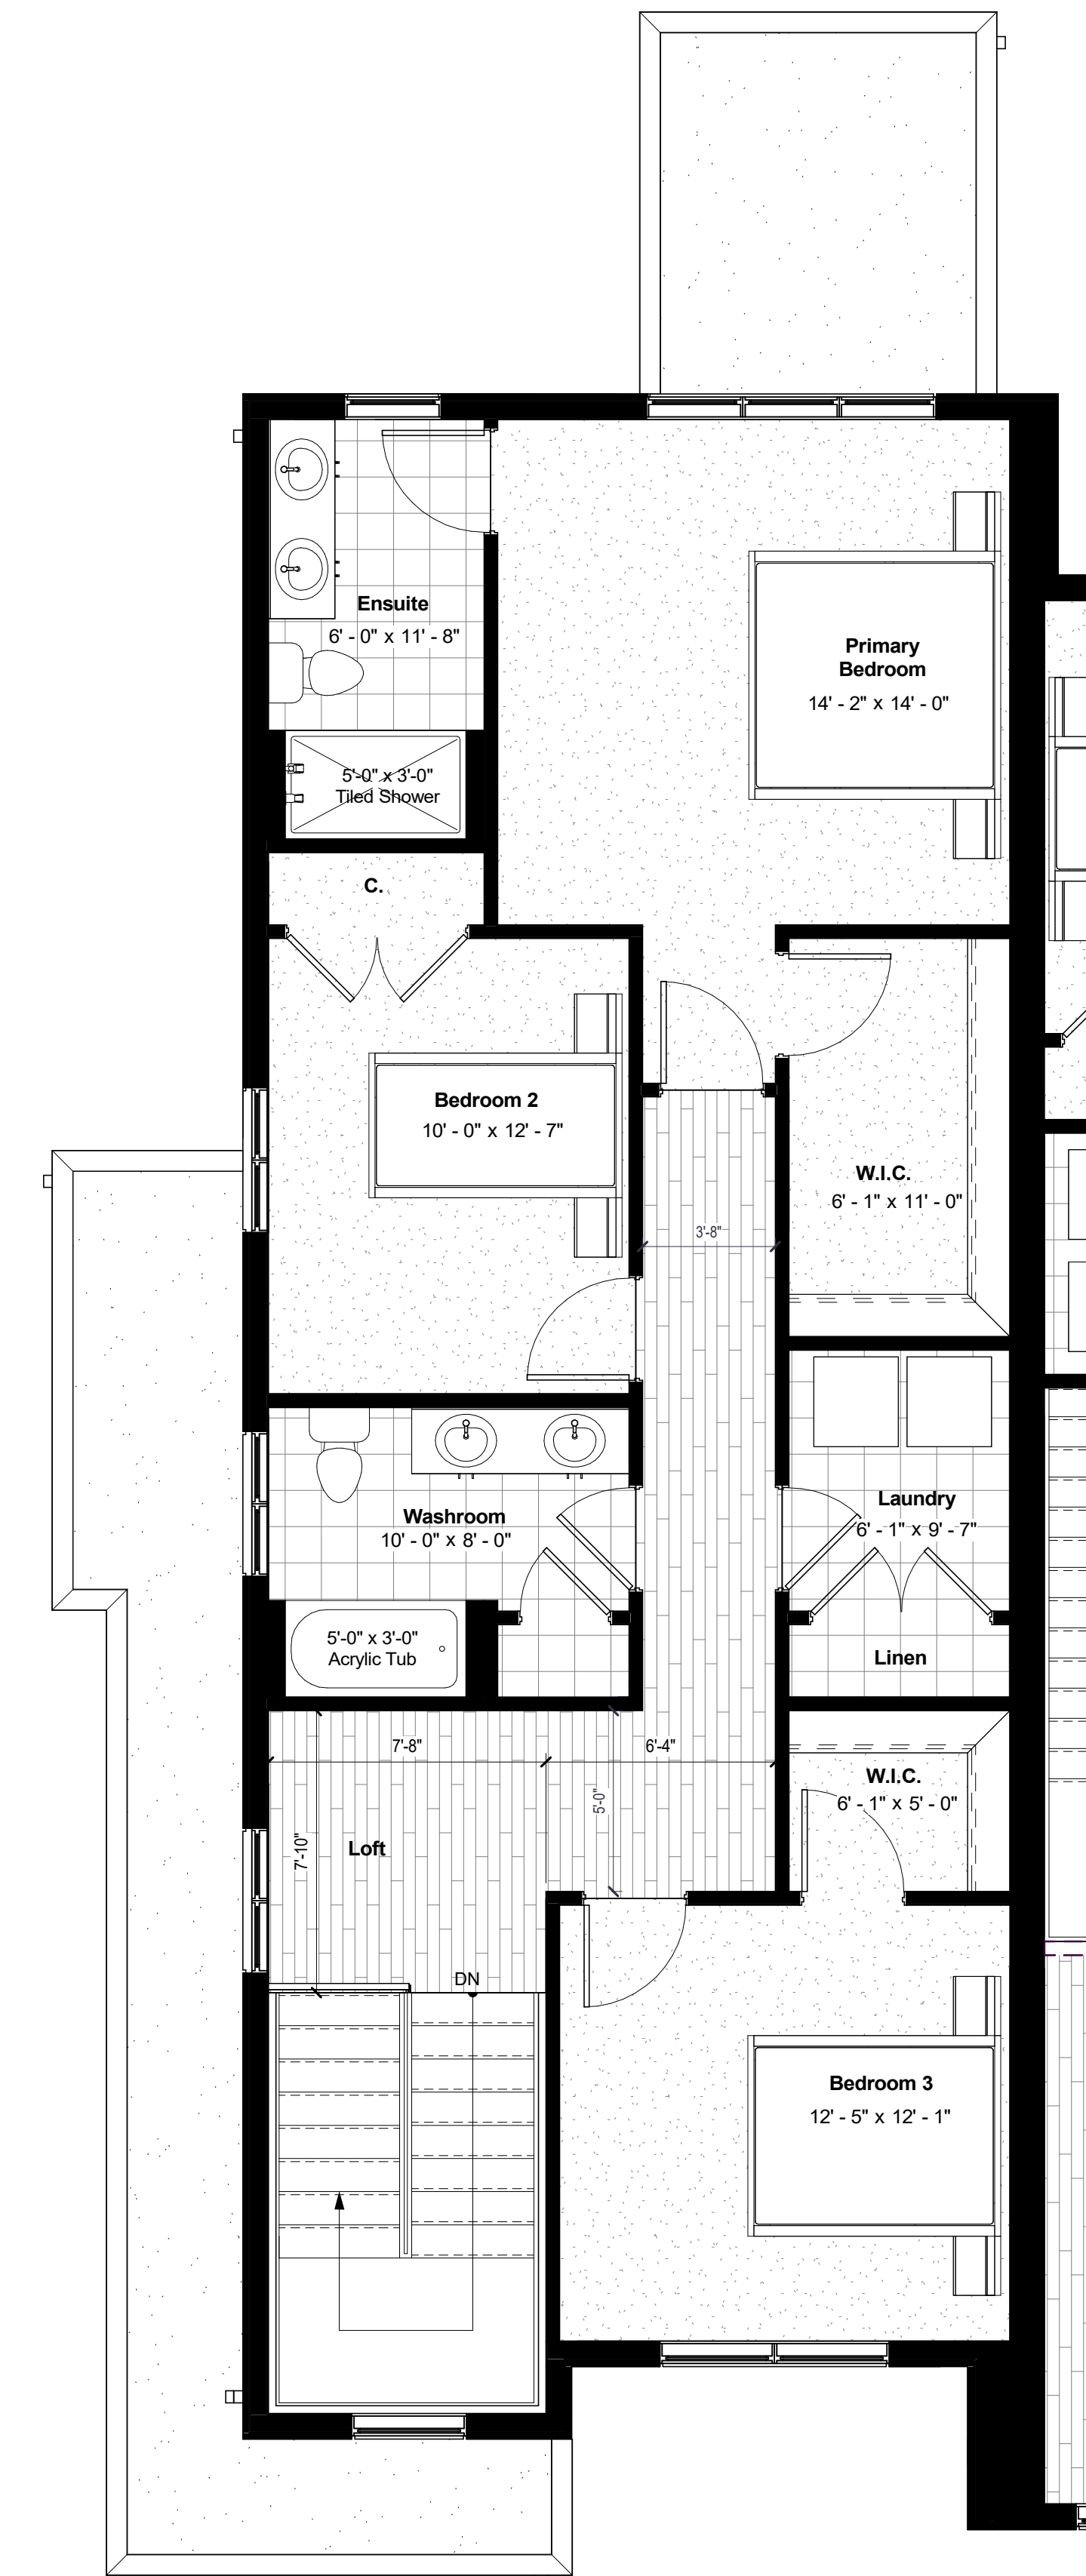 Ensuite
6' - 0" x 11' - 8"
Primary
Bedroom
14' - 2" x 14' - 0"
5'-0" x 3'-0"
Tiled Shower
C.
Bedroom 2
10' - 0" x 12' - 7"
W.I.C.
6' - 1" x 11' - 0"
3'-8"
Washroom
10' - 0" x 8' - 0"
Laundry
6' - 1" x 9' - 7"
5'-0" x 3'-0"
Acrylic Tub
Linen
7'-8"
6'-4"
W.I.C.
6' - 1" x 5' - 0"
5'-0"
7'-10"
Loft
DN
Bedroom 3
12' - 5" x 12' - 1"